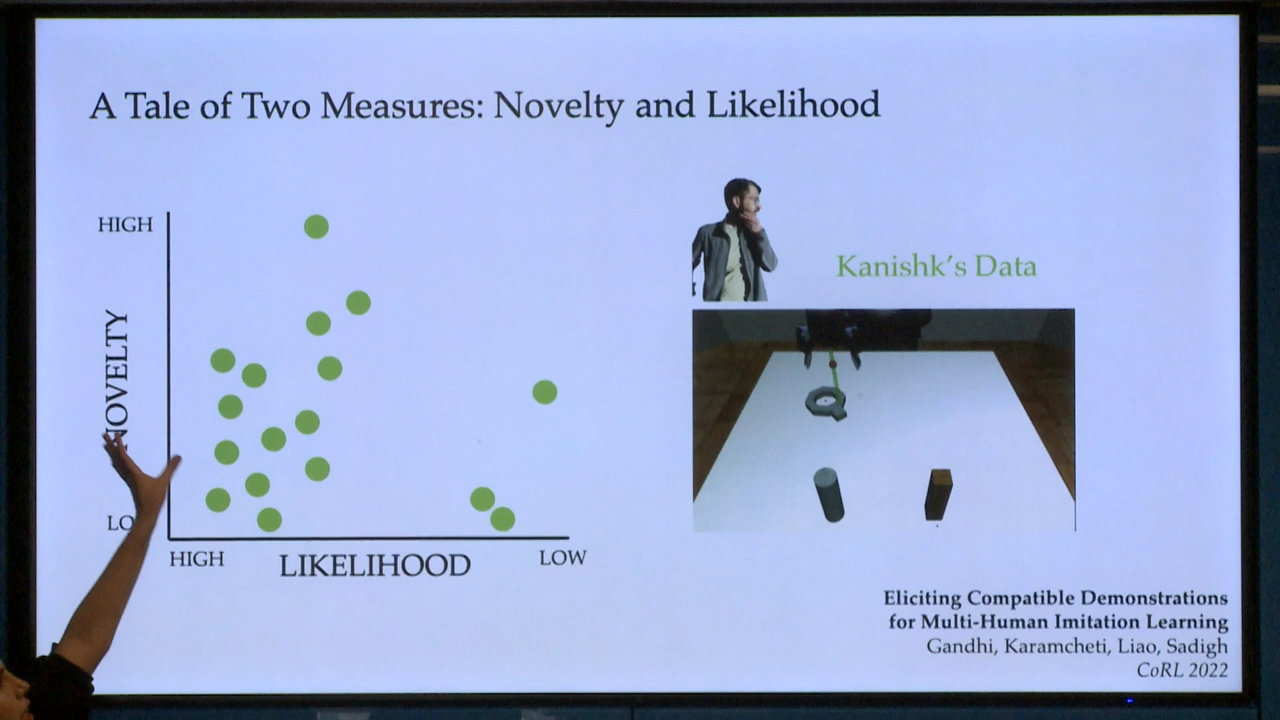 A Tale of Two Measures: Novelty and Likelihood
HIGH
NOVELTY
LO
HIGH
LIKELIHOOD
LOW
Kanishk's Data
Eliciting Compatible Demonstrations
for Multi-Human Imitation Learning
Gandhi, Karamcheti, Liao, Sadigh
CoRL 2022